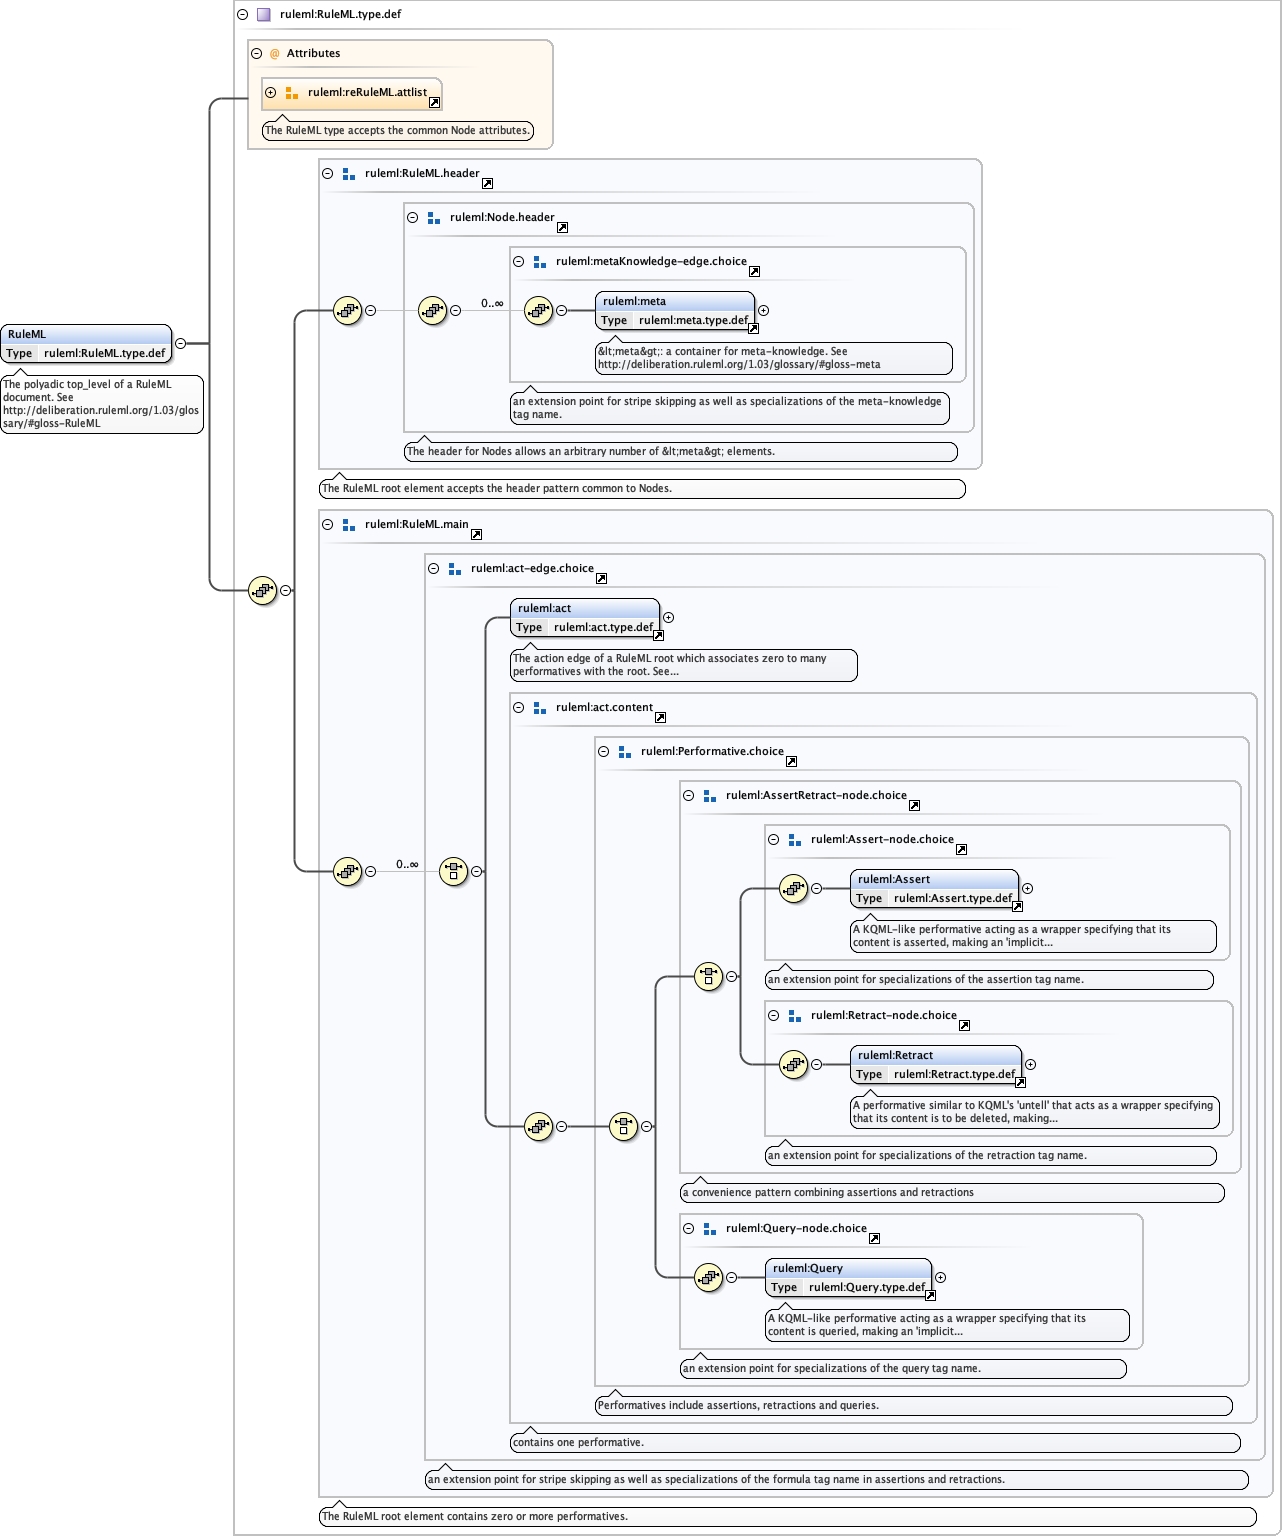 ruleml:RuleML.type.def
@ Attributes
ruleml:reRuleML.attlist
The RuleML type accepts the common Node attributes.
ruleml:RuleML.header
ruleml:Node.header
ruleml:metaKnowledge-edge.choice
0..∞
ruleml:meta
Type ruleml:meta.type.def
&lt;meta&gt;: a container for meta-knowledge. See
http://deliberation.ruleml.org/1.03/glossary/#gloss-meta
an extension point for stripe skipping as well as specializations of the meta-knowledge
tag name.
The header for Nodes allows an arbitrary number of &lt;meta&gt; elements.
The RuleML root element accepts the header pattern common to Nodes.
RuleML
Type ruleml:RuleML.type.def
The polyadic top_level of a RuleML
document. See
http://deliberation.ruleml.org/1.03/glos
sary/#gloss-RuleML
ruleml:RuleML.main
ruleml:act-edge.choice
ruleml:act
Type ruleml:act.type.def
The action edge of a RuleML root which associates zero to many
performatives with the root. See...
ruleml:act.content
ruleml:Performative.choice
ruleml:AssertRetract-node.choice
ruleml:Assert-node.choice
0..∞
ruleml:Assert
Type ruleml:Assert.type.def
A KQML-like performative acting as a wrapper specifying that its
content is asserted, making an 'implicit...
an extension point for specializations of the assertion tag name.
ruleml:Retract-node.choice
ruleml:Retract
Type ruleml:Retract.type.def
A performative similar to KQML's 'untell' that acts as a wrapper specifying
that its content is to be deleted, making...
an extension point for specializations of the retraction tag name.
a convenience pattern combining assertions and retractions
ruleml:Query-node.choice
ruleml:Query
Type ruleml:Query.type.def
A KQML-like performative acting as a wrapper specifying that its
content is queried, making an 'implicit...
an extension point for specializations of the query tag name.
Performatives include assertions, retractions and queries.
contains one performative.
an extension point for stripe skipping as well as specializations of the formula tag name in assertions and retractions.
The RuleML root element contains zero or more performatives.